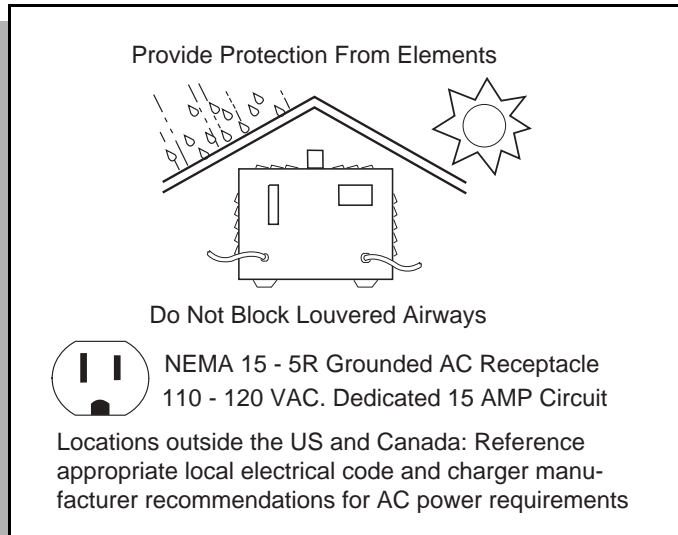 Provide Protection From Elements
Do Not Block Louvered Airways
NEMA 15 - 5R Grounded AC Receptacle
110 - 120 VAC. Dedicated 15 AMP Circuit
Locations outside the US and Canada: Reference
appropriate local electrical code and charger manu-
facturer recommendations for AC power requirements